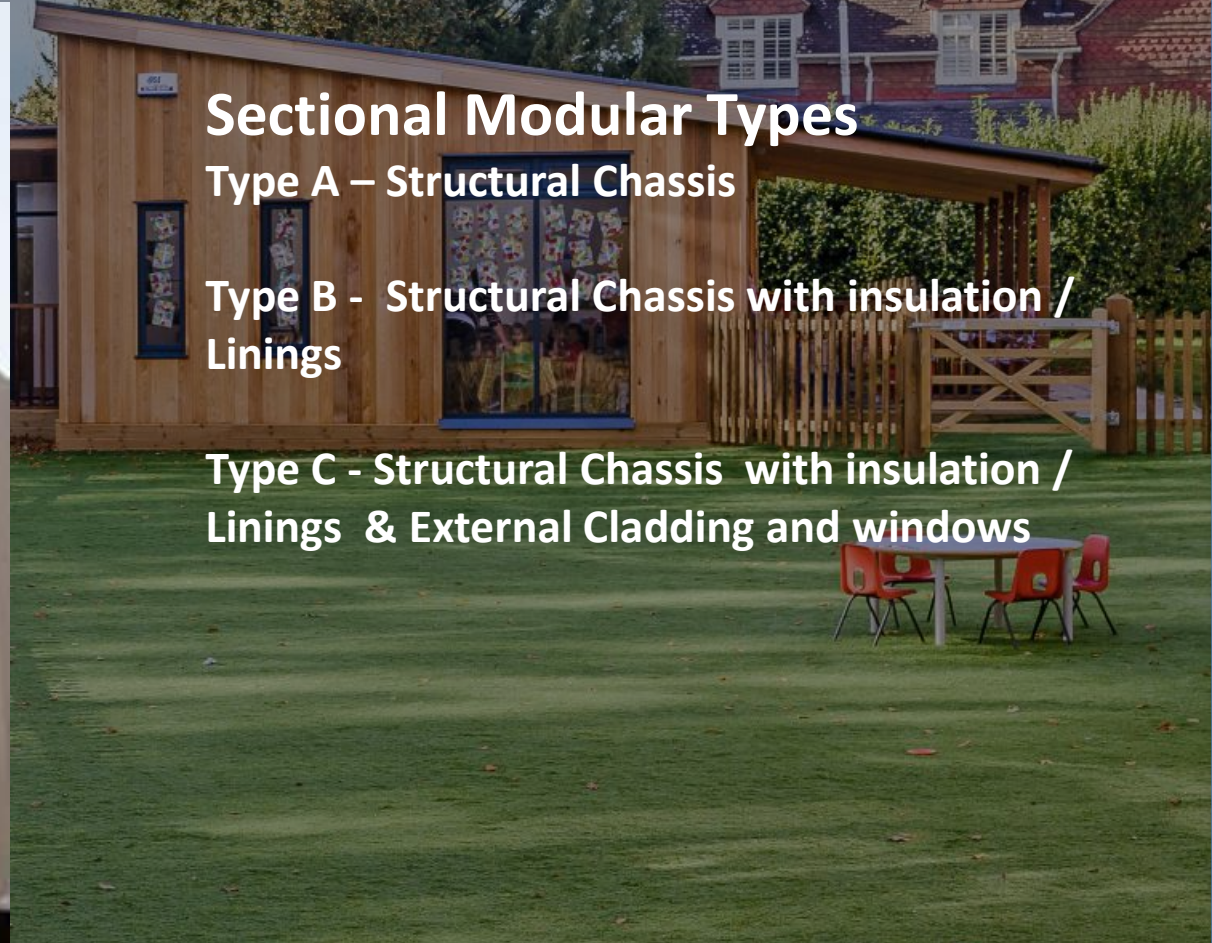 Sectional Modular Types
Type A – Structural Chassis
Type B -  Structural Chassis with insulation /
Linings
Type C - Structural Chassis  with insulation /
Linings  & External Cladding and windows